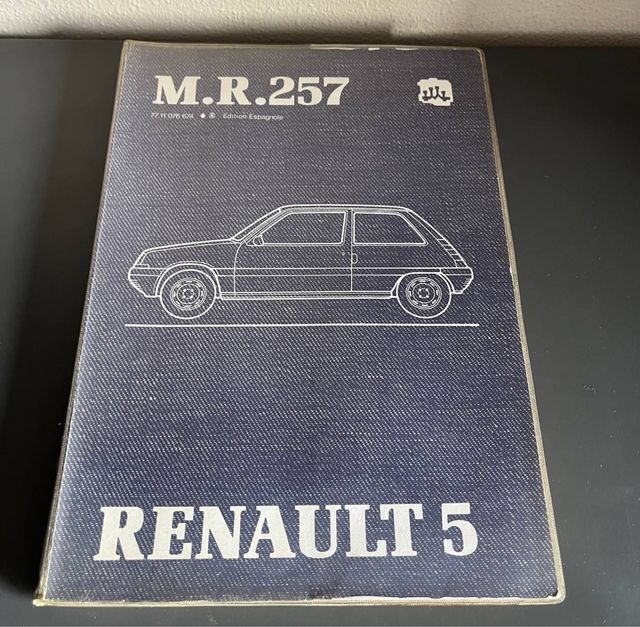 M.R.257
77 11 076 674 Edition Espagnole
RENAULT 5